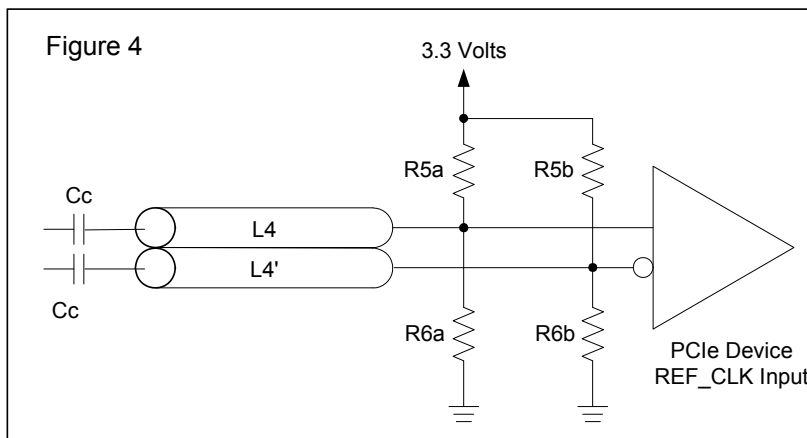 Figure 4
3.3 Volts
R5a
R5b
Cc
L4
L4'
Cc
R6a
R6b
PCIe Device
REF_CLK Input